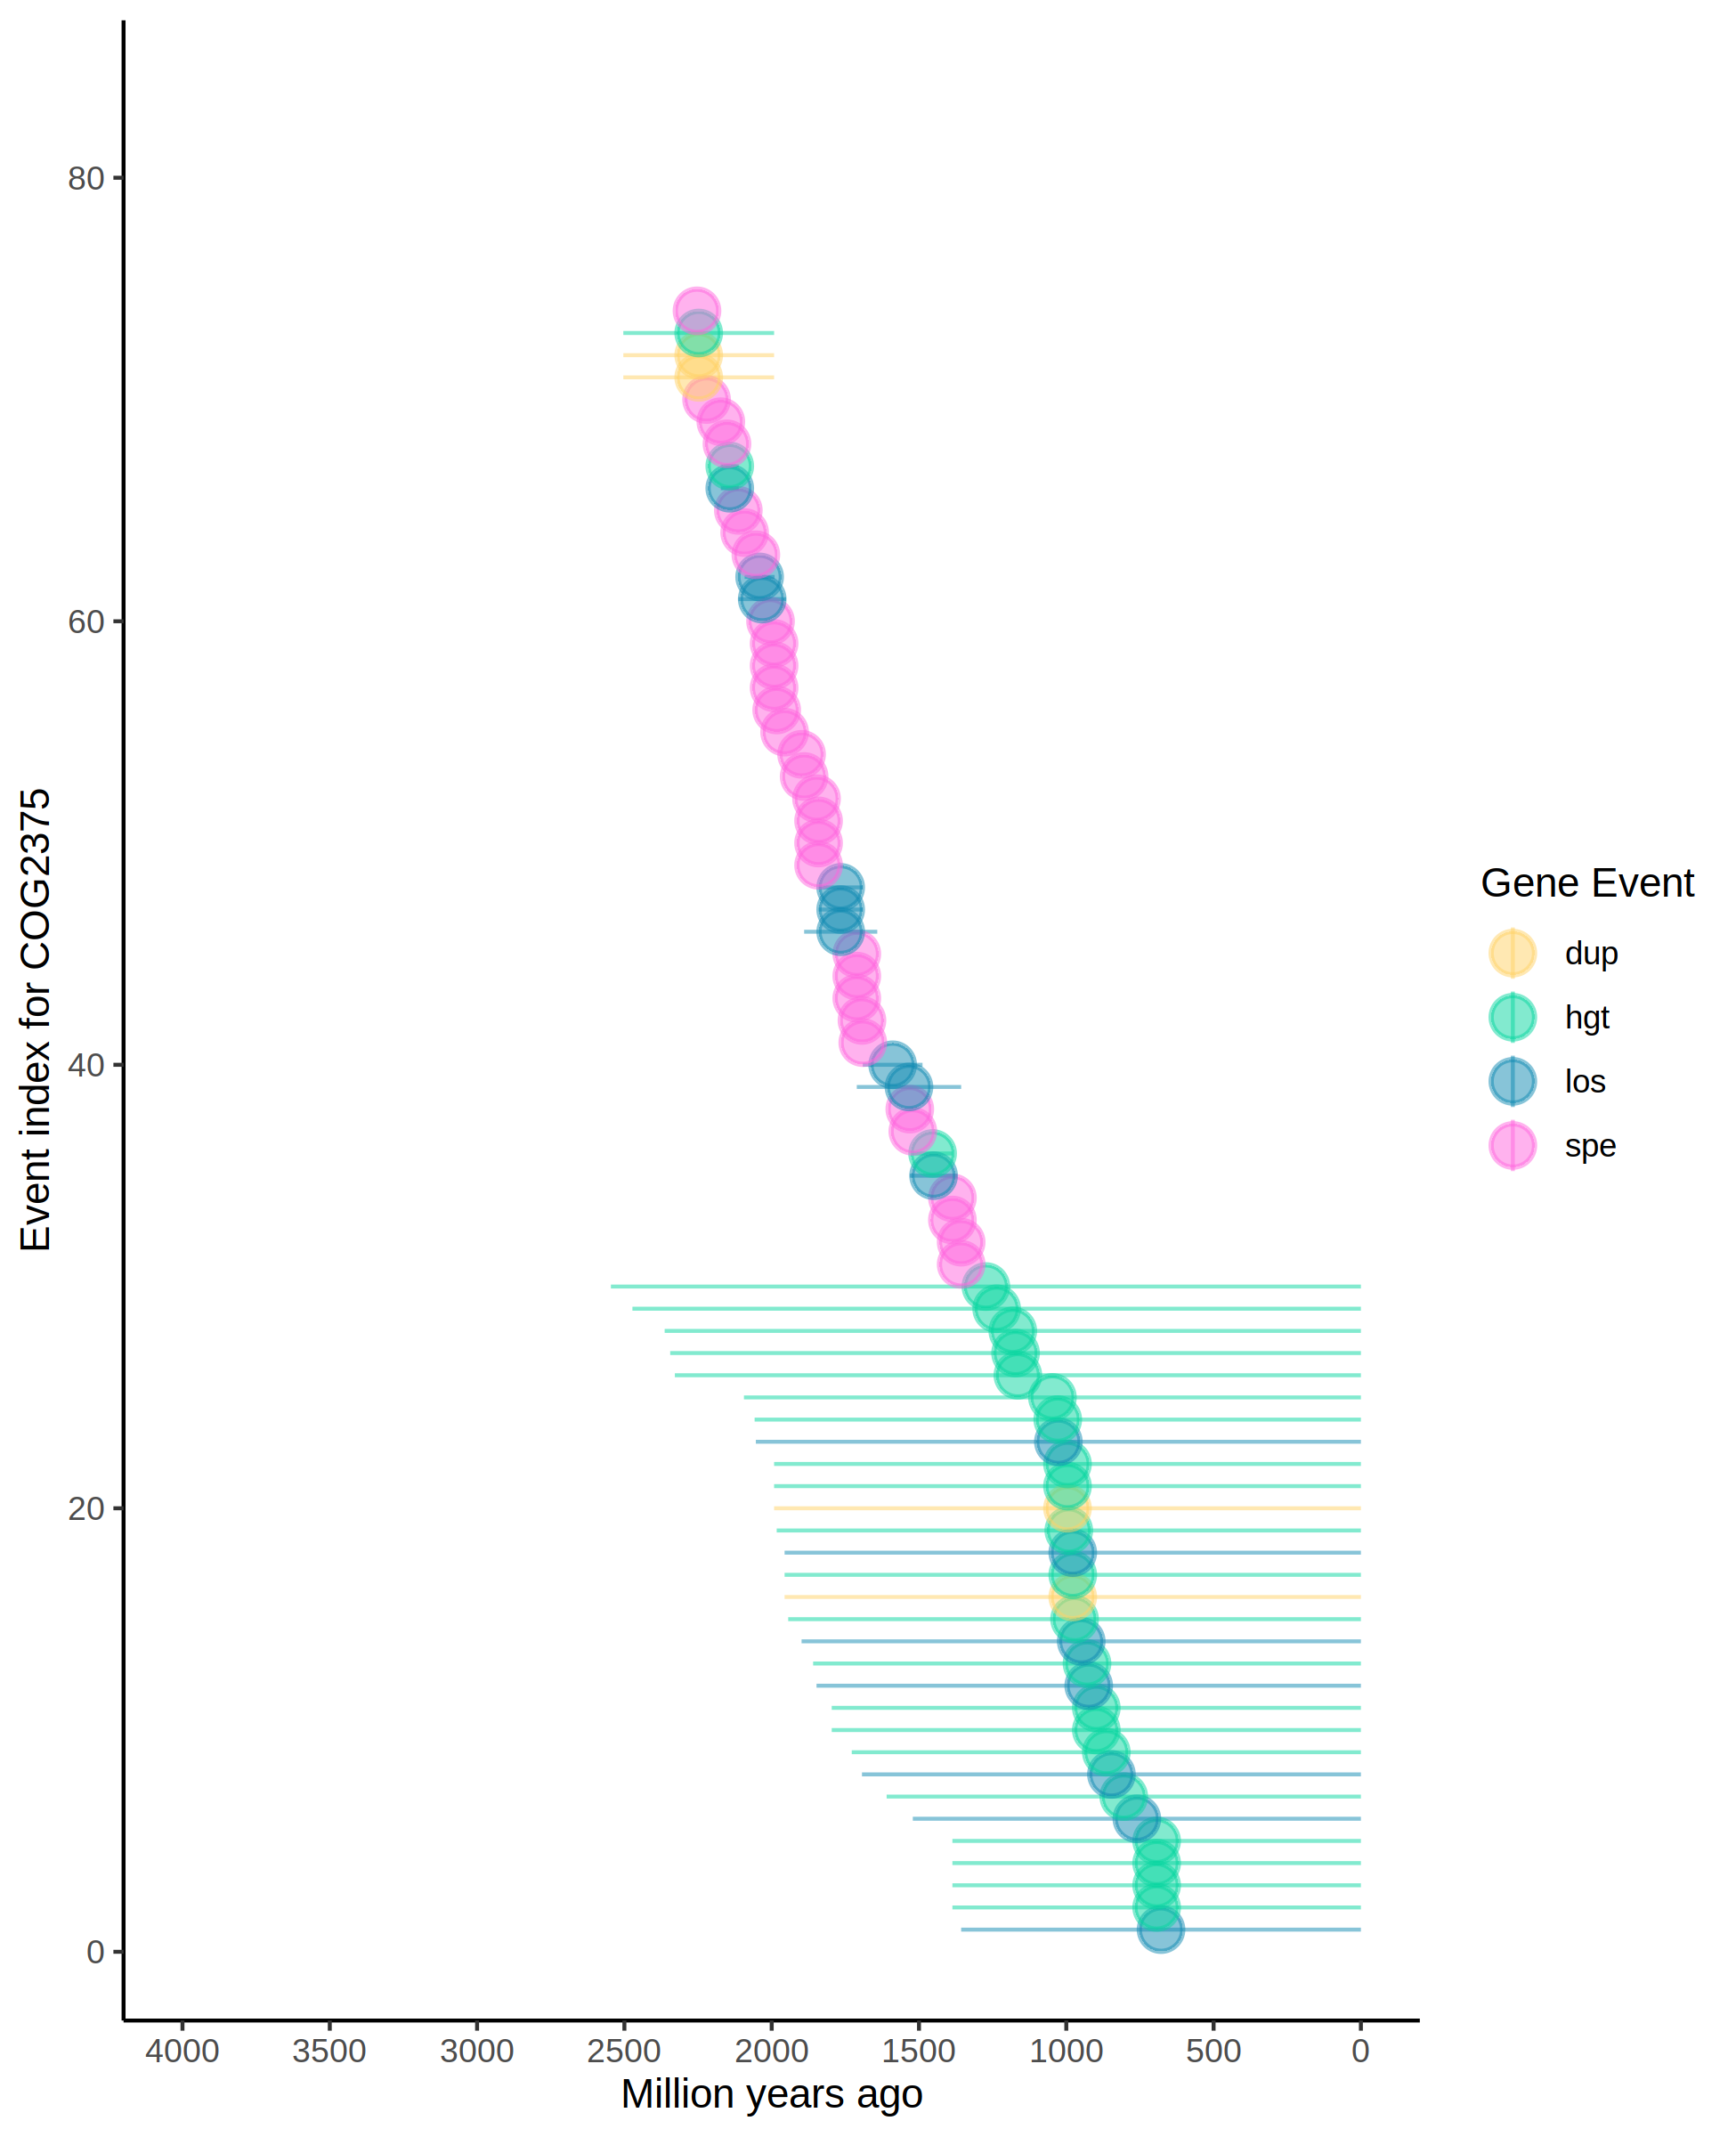 Event index for COG2375
80
60
40
20
0
4000 3500 3000 2500 2000 1500 1000 500 0
Million years ago
Gene Event
dup
hgt
los
spe